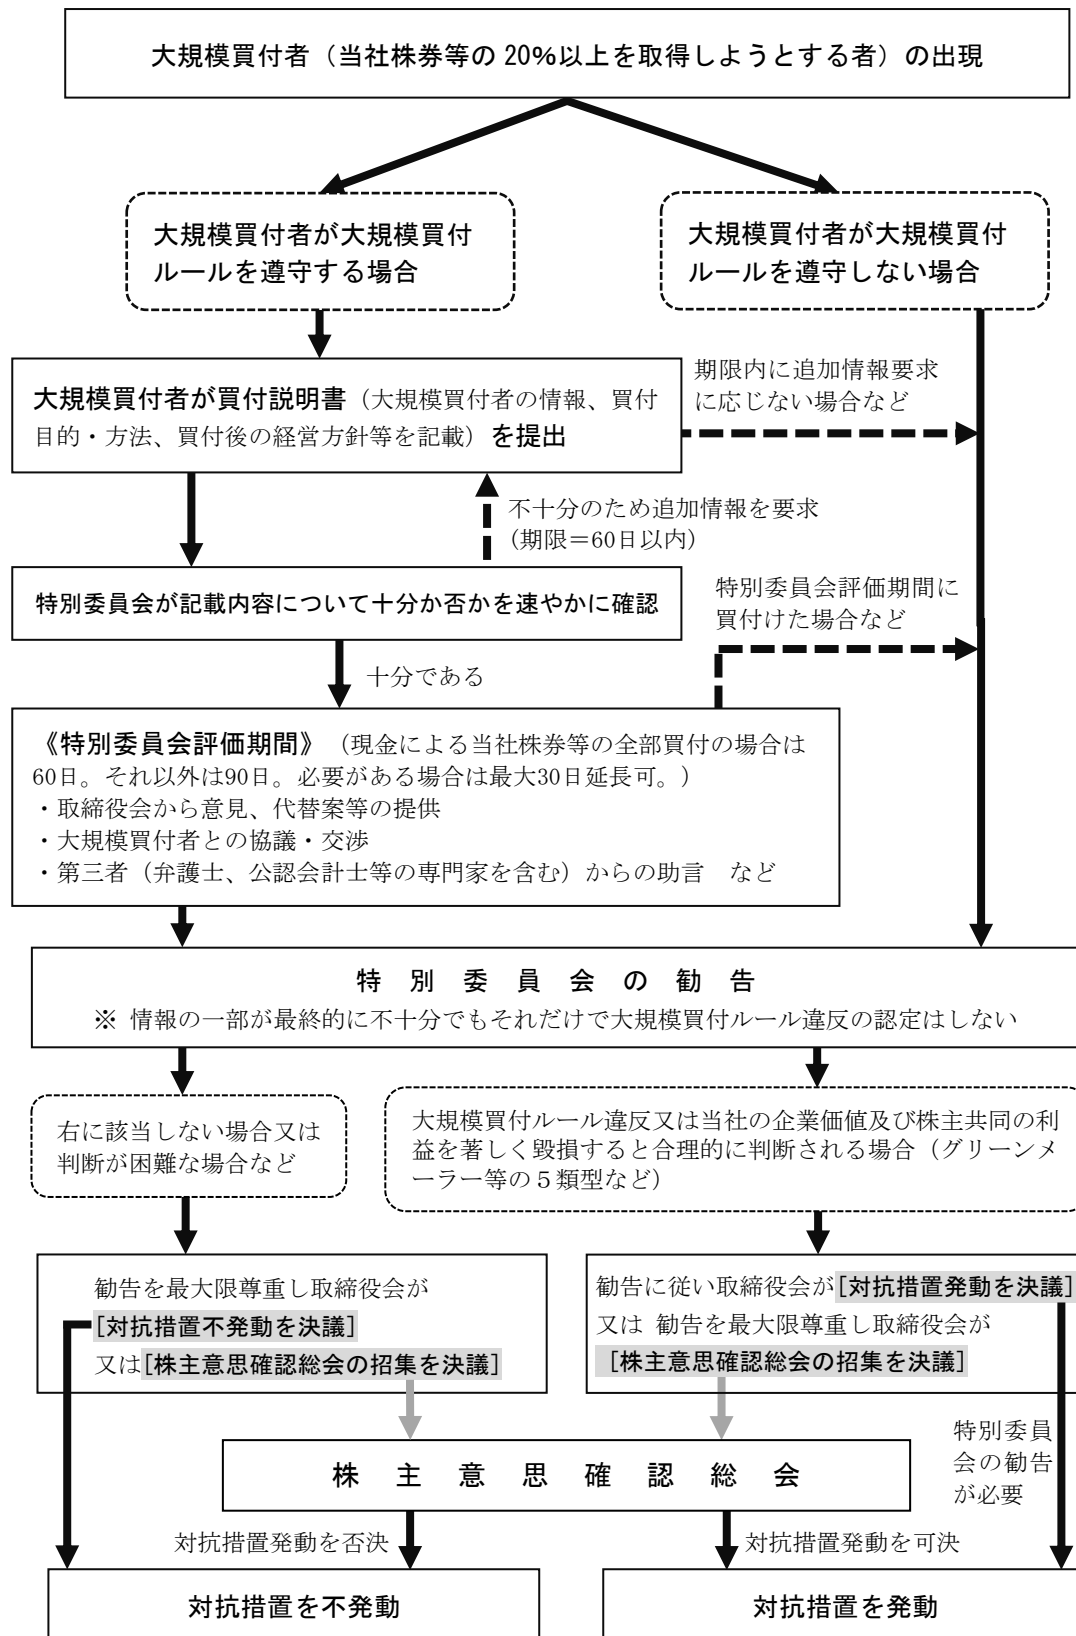 大規模買付者（当社株券等の 20%以上を取得しようとする者）の出現
大規模買付者が大規模買付
ルールを遵守する場合
大規模買付者が大規模買付
ルールを遵守しない場合
大規模買付者が買付説明書（大規模買付者の情報、買付
目的・方法、買付後の経営方針等を記載）を提出
期限内に追加情報要求
に応じない場合など
不十分のため追加情報を要求
（期限＝60日以内）
特別委員会が記載内容について十分か否かを速やかに確認
特別委員会評価期間に
買付けた場合など
十分である
《特別委員会評価期間》（現金による当社株券等の全部買付の場合は
60日。それ以外は90日。必要がある場合は最大30日延長可。）
・取締役会から意見、代替案等の提供
・大規模買付者との協議・交渉
・第三者（弁護士、公認会計士等の専門家を含む）からの助言　など
特 別 委 員 会 の 勧 告
※ 情報の一部が最終的に不十分でもそれだけで大規模買付ルール違反の認定はしない
右に該当しない場合又は
判断が困難な場合など
大規模買付ルール違反又は当社の企業価値及び株主共同の利
益を著しく毀損すると合理的に判断される場合（グリーンメ
ーラー等の５類型など）
勧告を最大限尊重し取締役会が
[対抗措置不発動を決議]
又は[株主意思確認総会の招集を決議]
勧告に従い取締役会が[対抗措置発動を決議]
又は 勧告を最大限尊重し取締役会が
[株主意思確認総会の招集を決議]
特別委員
会の勧告
が必要
株 主 意 思 確 認 総 会
対抗措置発動を否決
対抗措置発動を可決
対抗措置を不発動
対抗措置を発動